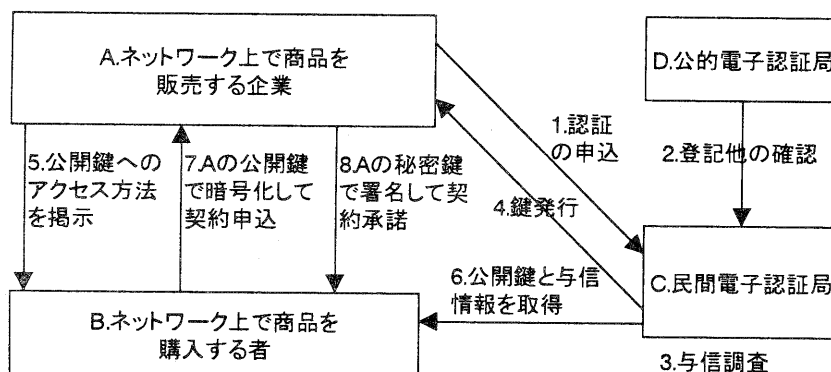 A.ネットワーク上で商品を
販売する企業
D.公的電子認証局
1.認証
の申込
2.登記他の確認
5.公開鍵への
アクセス方法
を掲示
7.Aの公開鍵
で暗号化して
契約申込
8.Aの秘密鍵
で署名して契
約承諾
4.鍵発行
6.公開鍵と与信
情報を取得
C.民間電子認証局
B.ネットワーク上で商品を
購入する者
3.与信調査